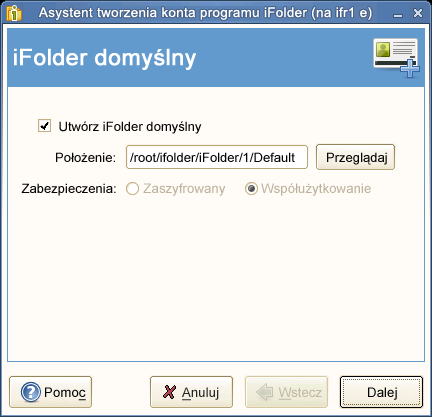 Asystent tworzenia konta programu iFolder (na ifr1 e)
iFolder domyślny
Utwórz iFolder domyślny
Położenie: /root/ifolder/iFolder/1/Default Przeglądaj
Zabezpieczenia: Zaszyfrowany Współużytkowanie
Pomoc Anuluj Wstecz Dalej